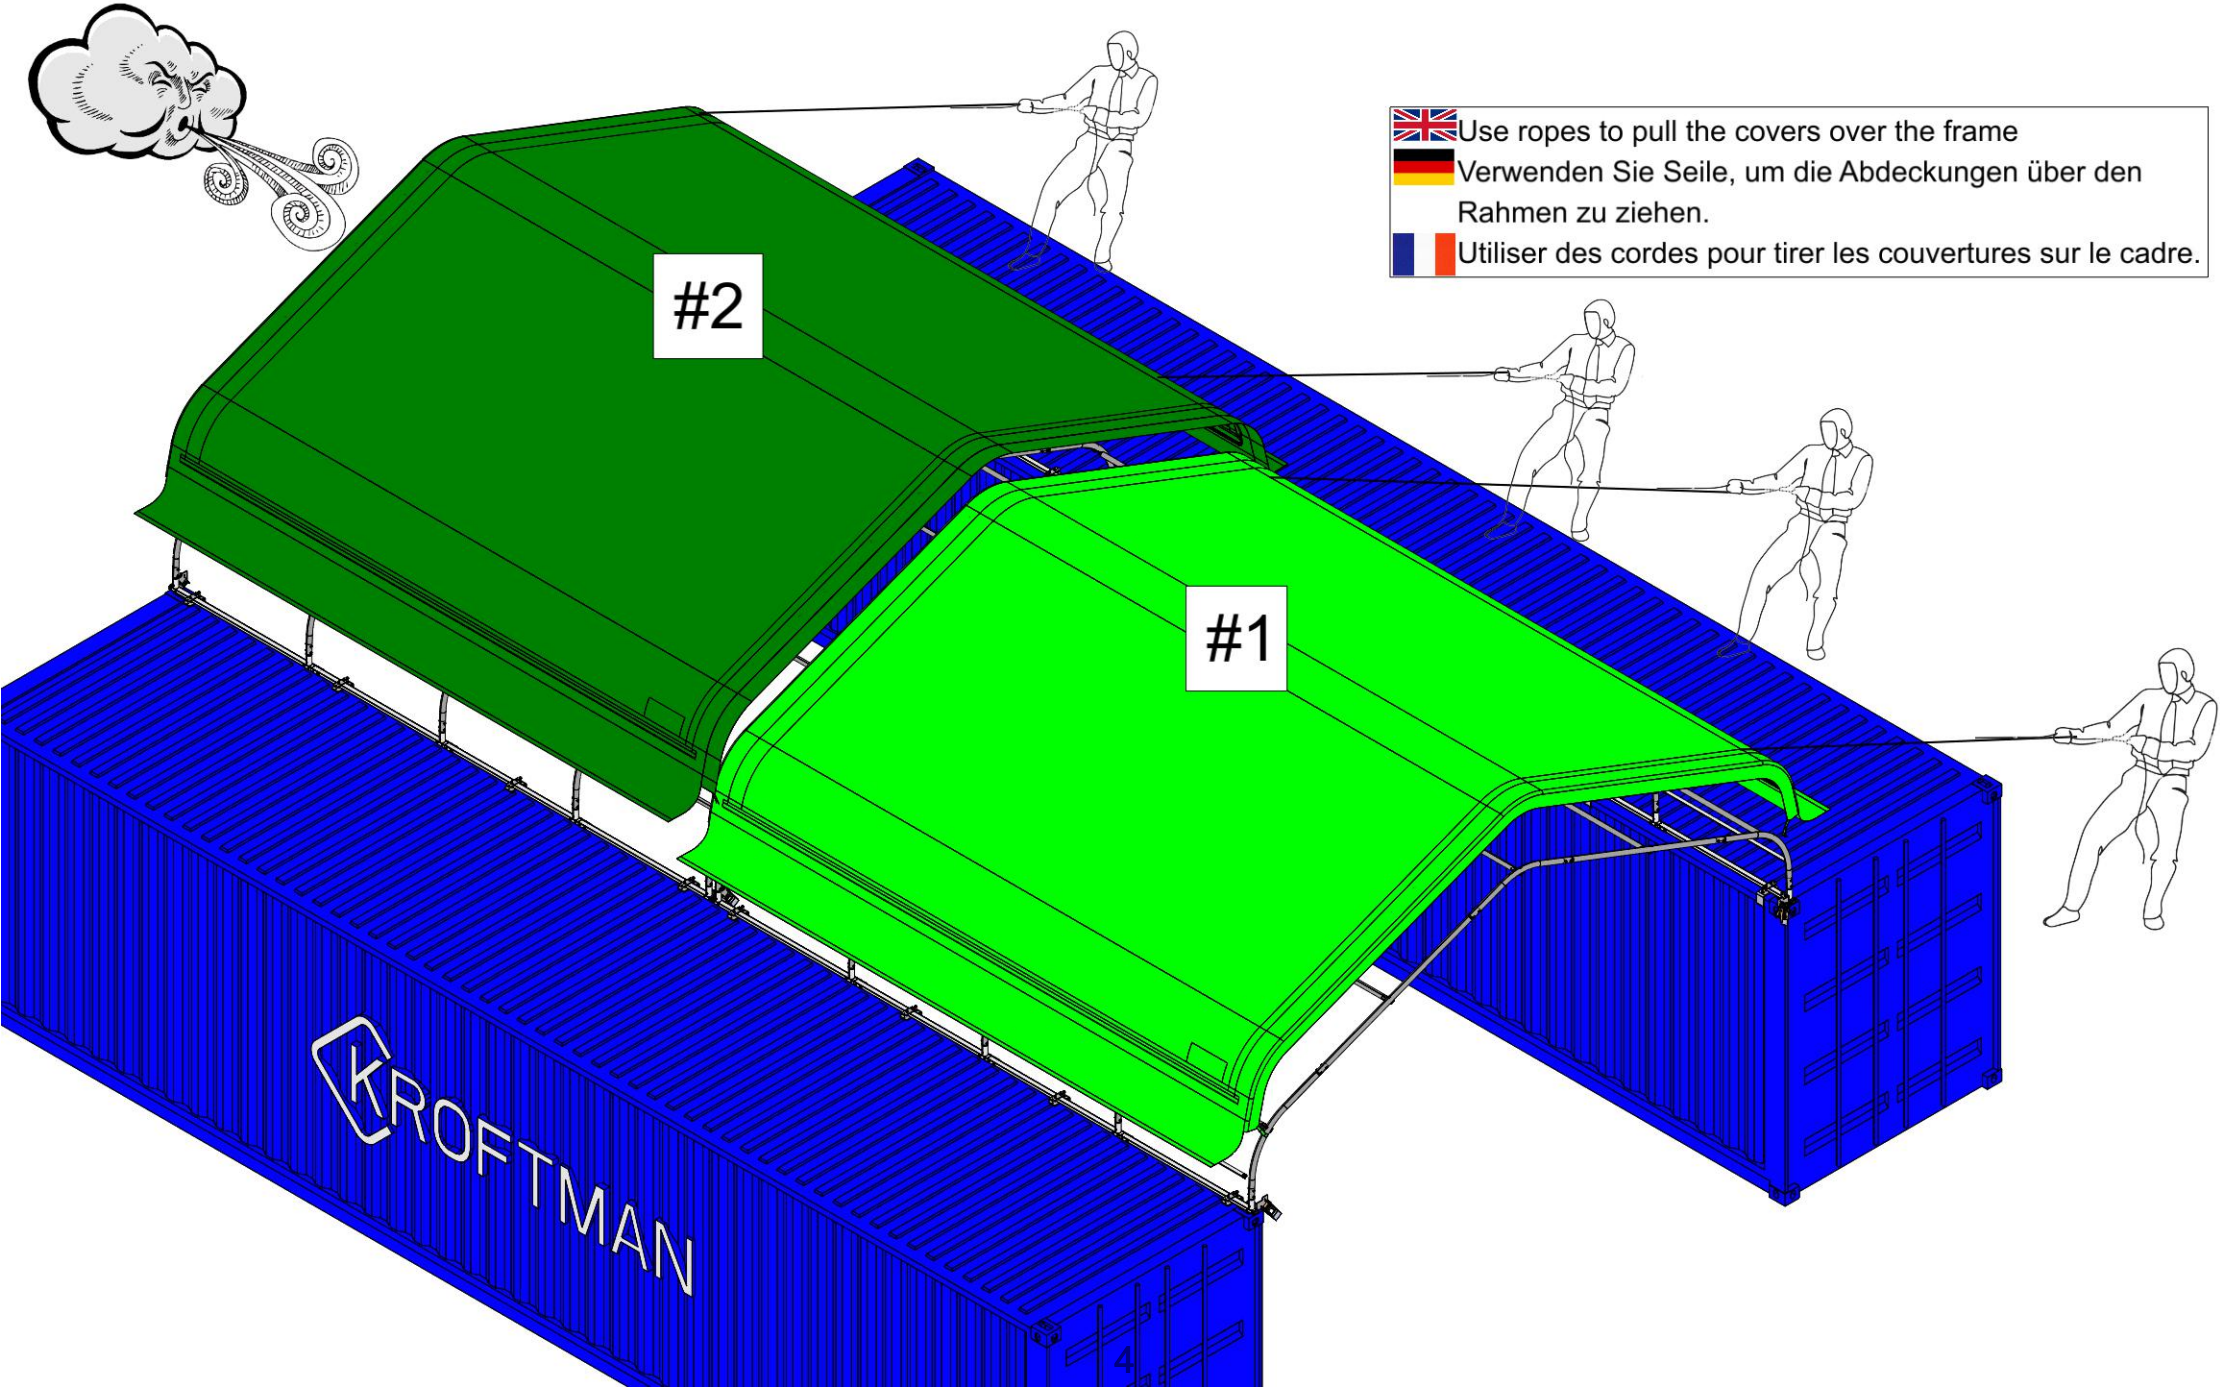 Use ropes to pull the covers over the frame
Verwenden Sie Seile, um die Abdeckungen über den
Rahmen zu ziehen.
Utiliser des cordes pour tirer les couvertures sur le cadre.
#2
#1
KROFTMAN
4